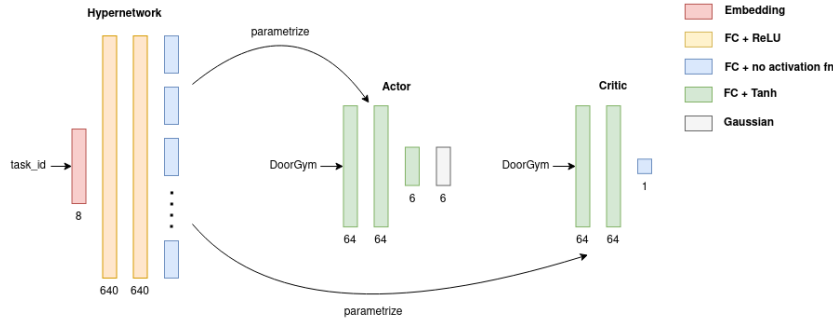 Hypernetwork
Embedding
FC + ReLU
FC + no activation fn
FC + Tanh
Gaussian
parametrize
Actor
Critic
task_id
DoorGym
DoorGym
8
640
640
64
64
6
6
64
64
1
parametrize